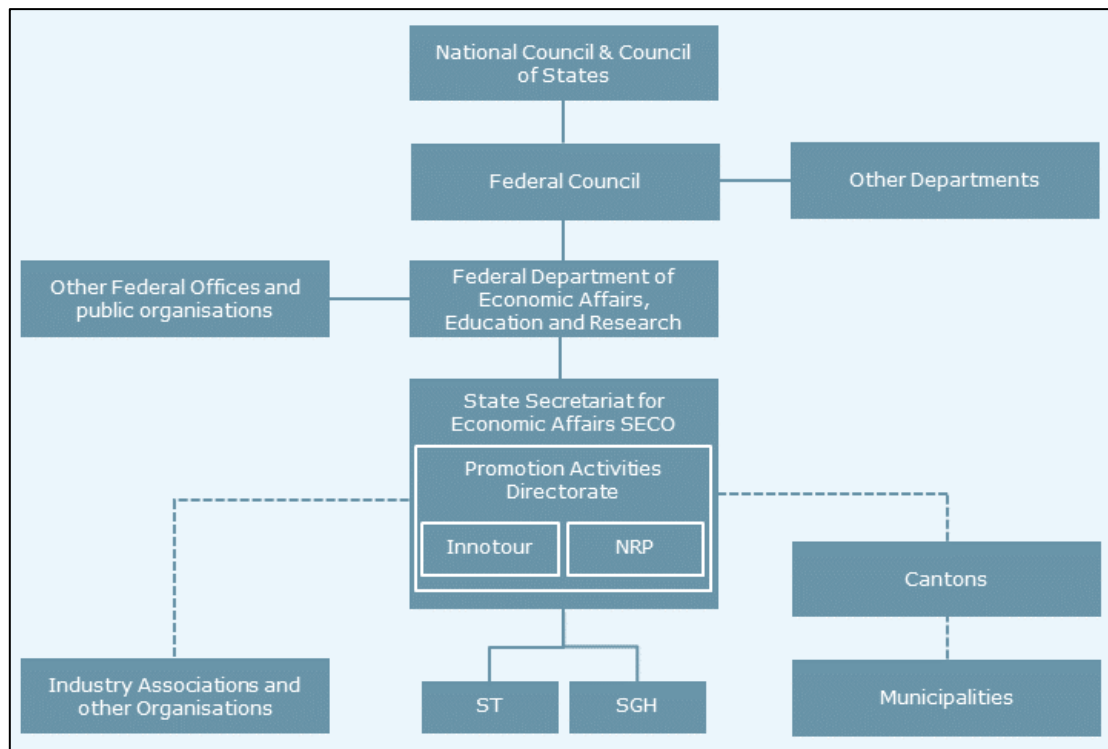 National Council & Council
of States
Federal Council
Other Departments
Other Federal Offices and
public organisations
Federal Department of
Economic Affairs,
Education and Research
State Secretariat for
Economic Affairs SECO
Promotion Activities
Directorate
Innotour
NRP
Cantons
Industry Associations and
other Organisations
ST
SGH
Municipalities